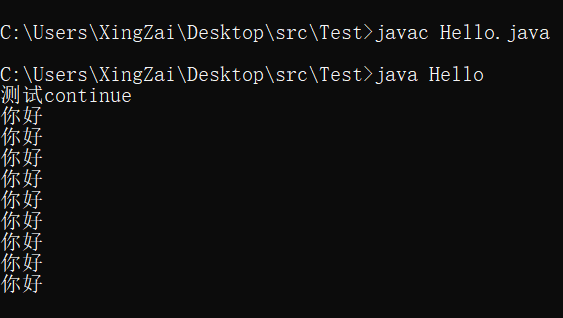 C:\Users\XingZai\Desktop\src\Test>javac Hello.java
C:\Users\XingZai\Desktop\src\Test>java Hello
测试continue
你好
你好
你好
你好
你好
你好
你好
你好
你好